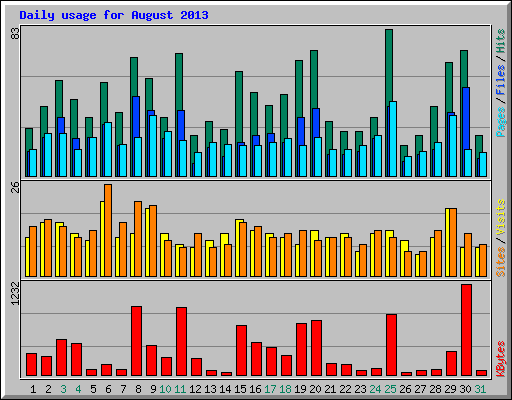 Daily usage for August 2013
83
Pages/Files/Hits
26
Sites/Visits
1232
KBytes
1 2 3 4 5 6 7 8 9 10 11 12 13 14 15 16 17 18 19 20 21 22 23 24 25 26 27 28 29 30 31